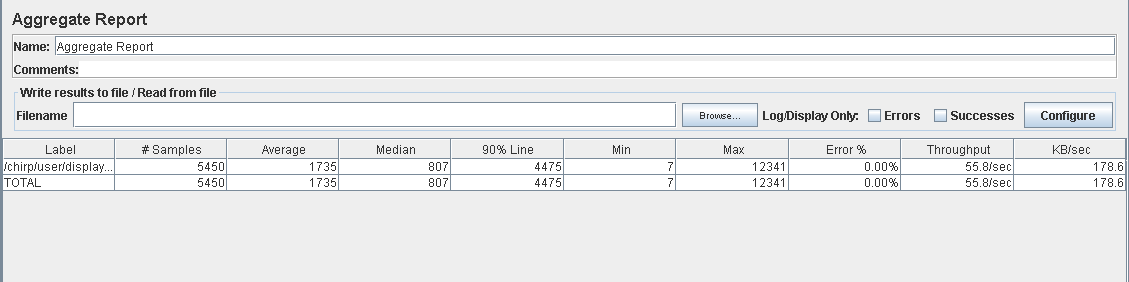 Aggregate Report
Name: Aggregate Report
Comments:
Write results to file / Read from file
Filename Browse... Log/Display Only: Errors Successes Configure
Label # Samples Average Median 90% Line Min Max Error % Throughput KB/sec
/chirp/user/display... 5450 1735 807 4475 7 12341 0.00% 55.8/sec 178.6
TOTAL 5450 1735 807 4475 7 12341 0.00% 55.8/sec 178.6